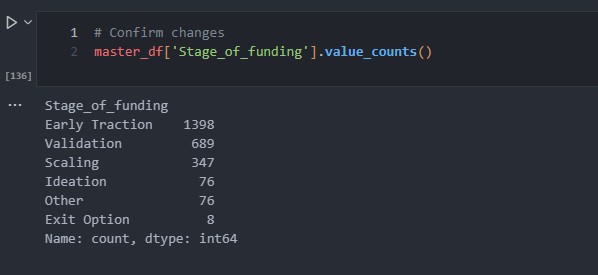 1 # Confirm changes
2 master_df['Stage_of_funding'].value_counts()
[136]
... Stage_of_funding
Early Traction    1398
Validation         689
Scaling            347
Ideation            76
Other               76
Exit Option          8
Name: count, dtype: int64